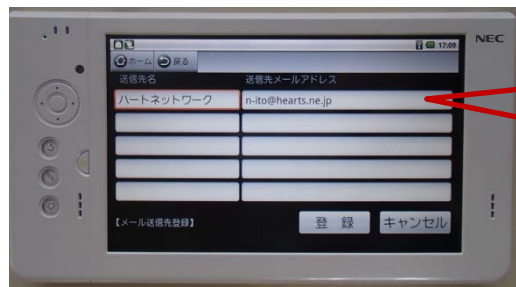 NEC
17:09
ホーム 戻る
送信先名 送信先メールアドレス
ハートネットワーク n-ito@hearts.ne.jp
【メール送信先登録】 登 録 キャンセル